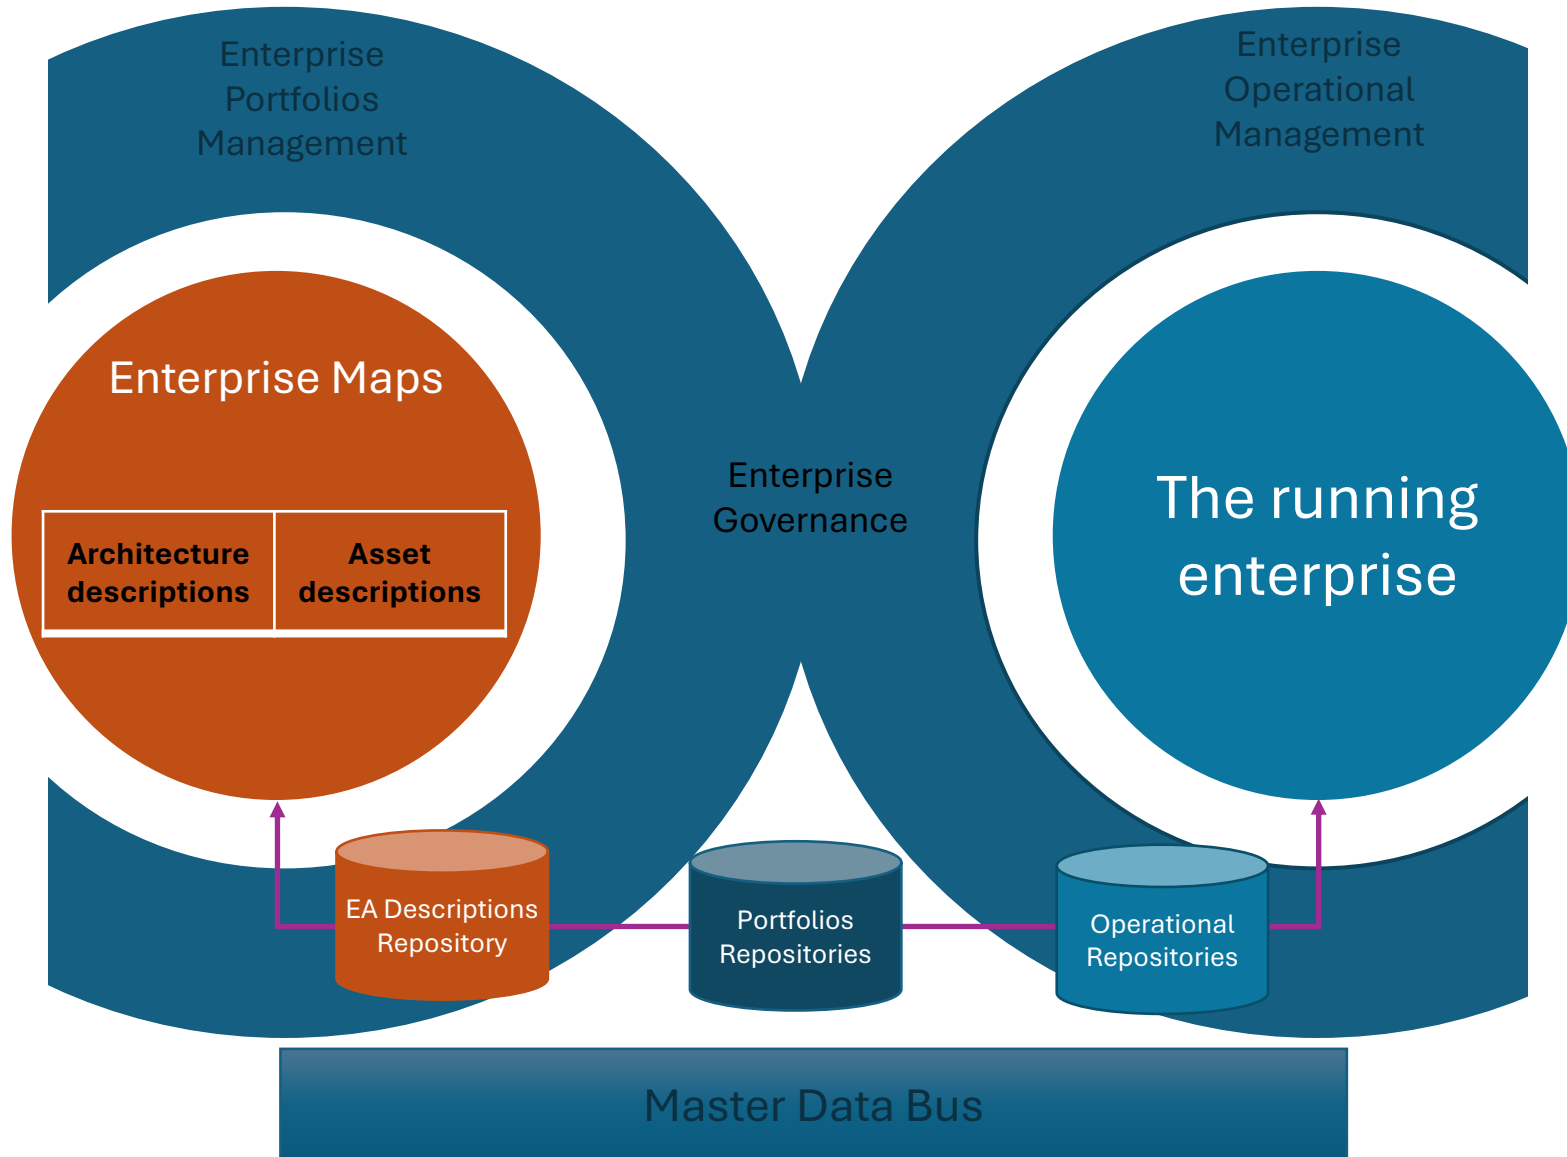 Enterprise
Portfolios
Management
Enterprise
Operational
Management
Enterprise Maps
Architecture
descriptions
Asset
descriptions
Enterprise
Governance
The running
enterprise
EA Descriptions
Repository
Portfolios
Repositories
Operational
Repositories
Master Data Bus